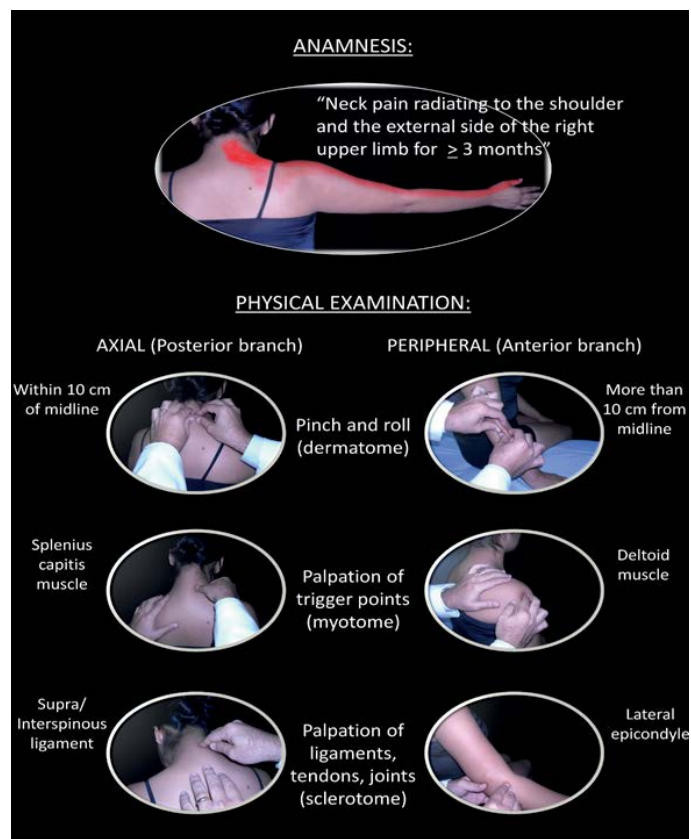 ANAMNESIS:
“Neck pain radiating to the shoulder
and the external side of the right
upper limb for ≥ 3 months”
PHYSICAL EXAMINATION:
AXIAL (Posterior branch)
PERIPHERAL (Anterior branch)
Within 10 cm
of midline
Pinch and roll
(dermatome)
More than
10 cm from
midline
Splenius
capitis
muscle
Palpation of
trigger points
(myotome)
Deltoid
muscle
Supra/
Interspinous
ligament
Palpation of
ligaments,
tendons, joints
(sclerotome)
Lateral
epicondyle